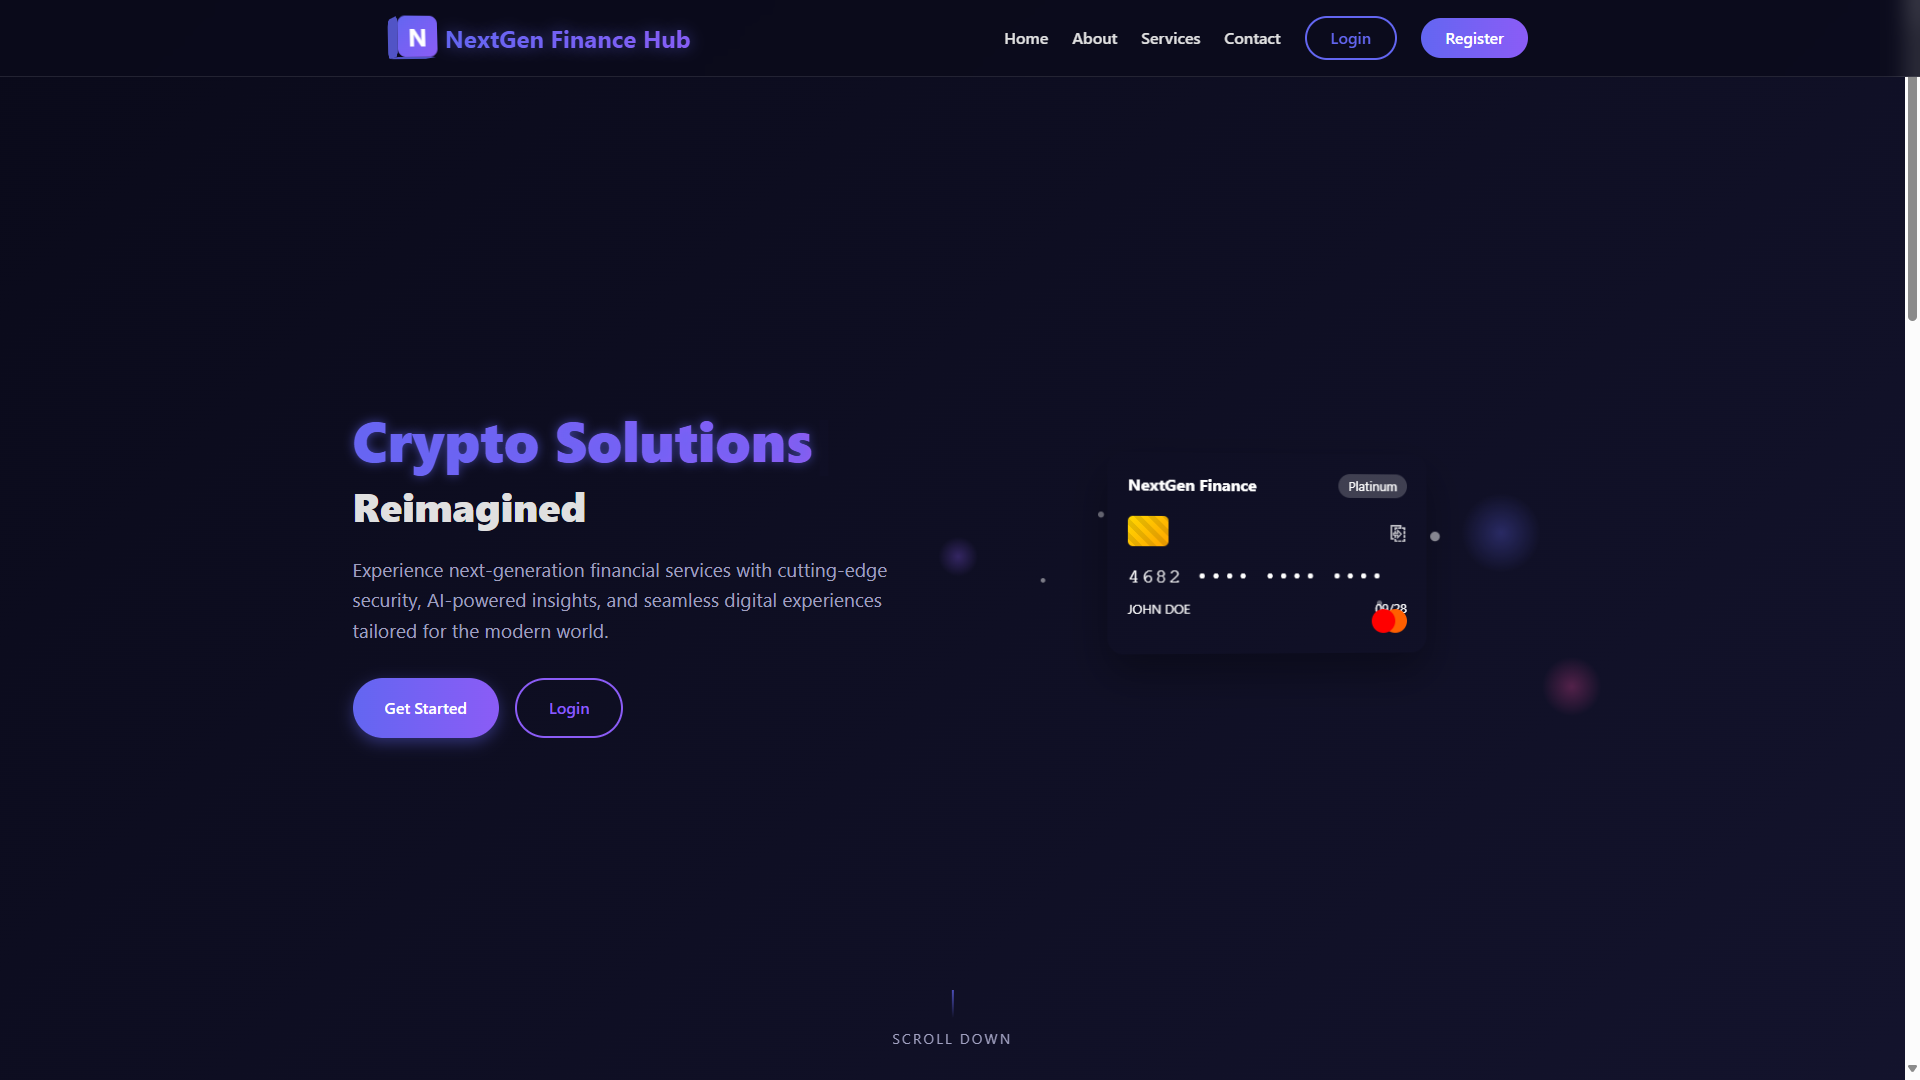 N NextGen Finance Hub
Home About Services Contact Login Register
Crypto Solutions
Reimagined
Experience next-generation financial services with cutting-edge
security, AI-powered insights, and seamless digital experiences
tailored for the modern world.
Get Started Login
NextGen Finance Platinum
4682 •••• •••• ••••
JOHN DOE 09/28
SCROLL DOWN